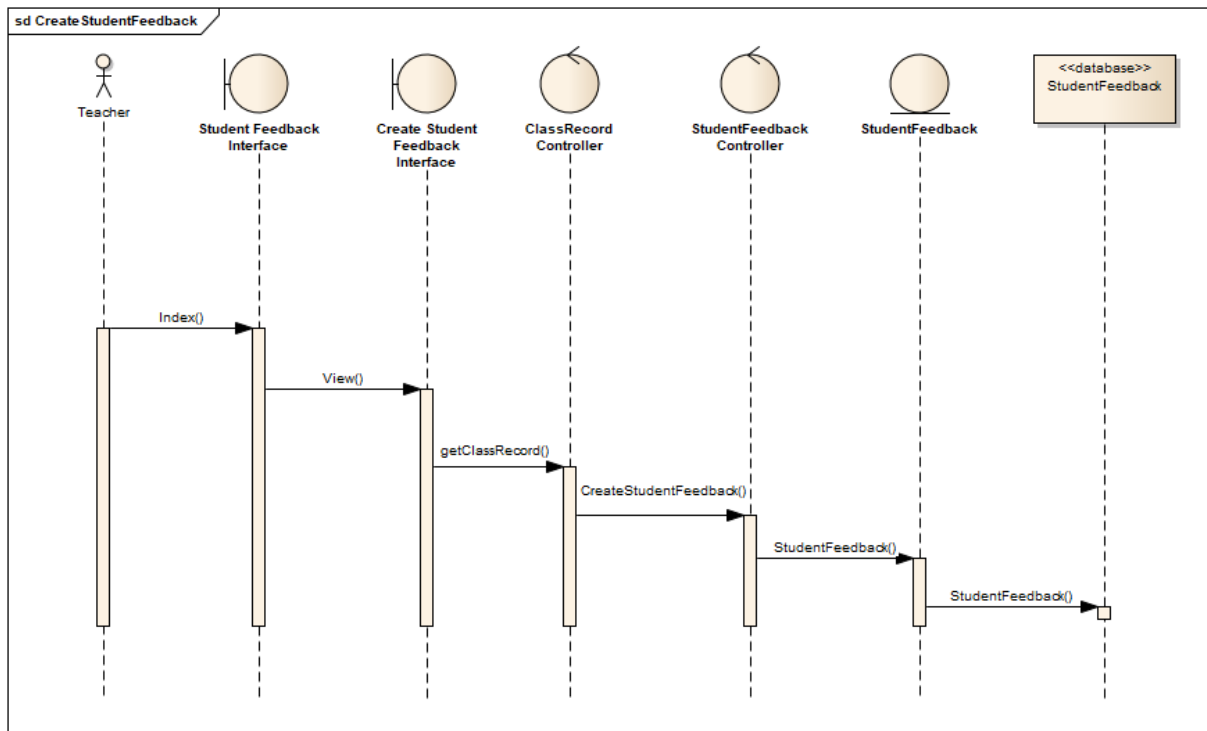 sd CreateStudentFeedback
Teacher
Student Feedback
Interface
Create Student
Feedback
Interface
ClassRecord
Controller
StudentFeedback
Controller
StudentFeedback
<<database>>
StudentFeedback
Index()
View()
getClassRecord()
CreateStudentFeedback()
StudentFeedback()
StudentFeedback()